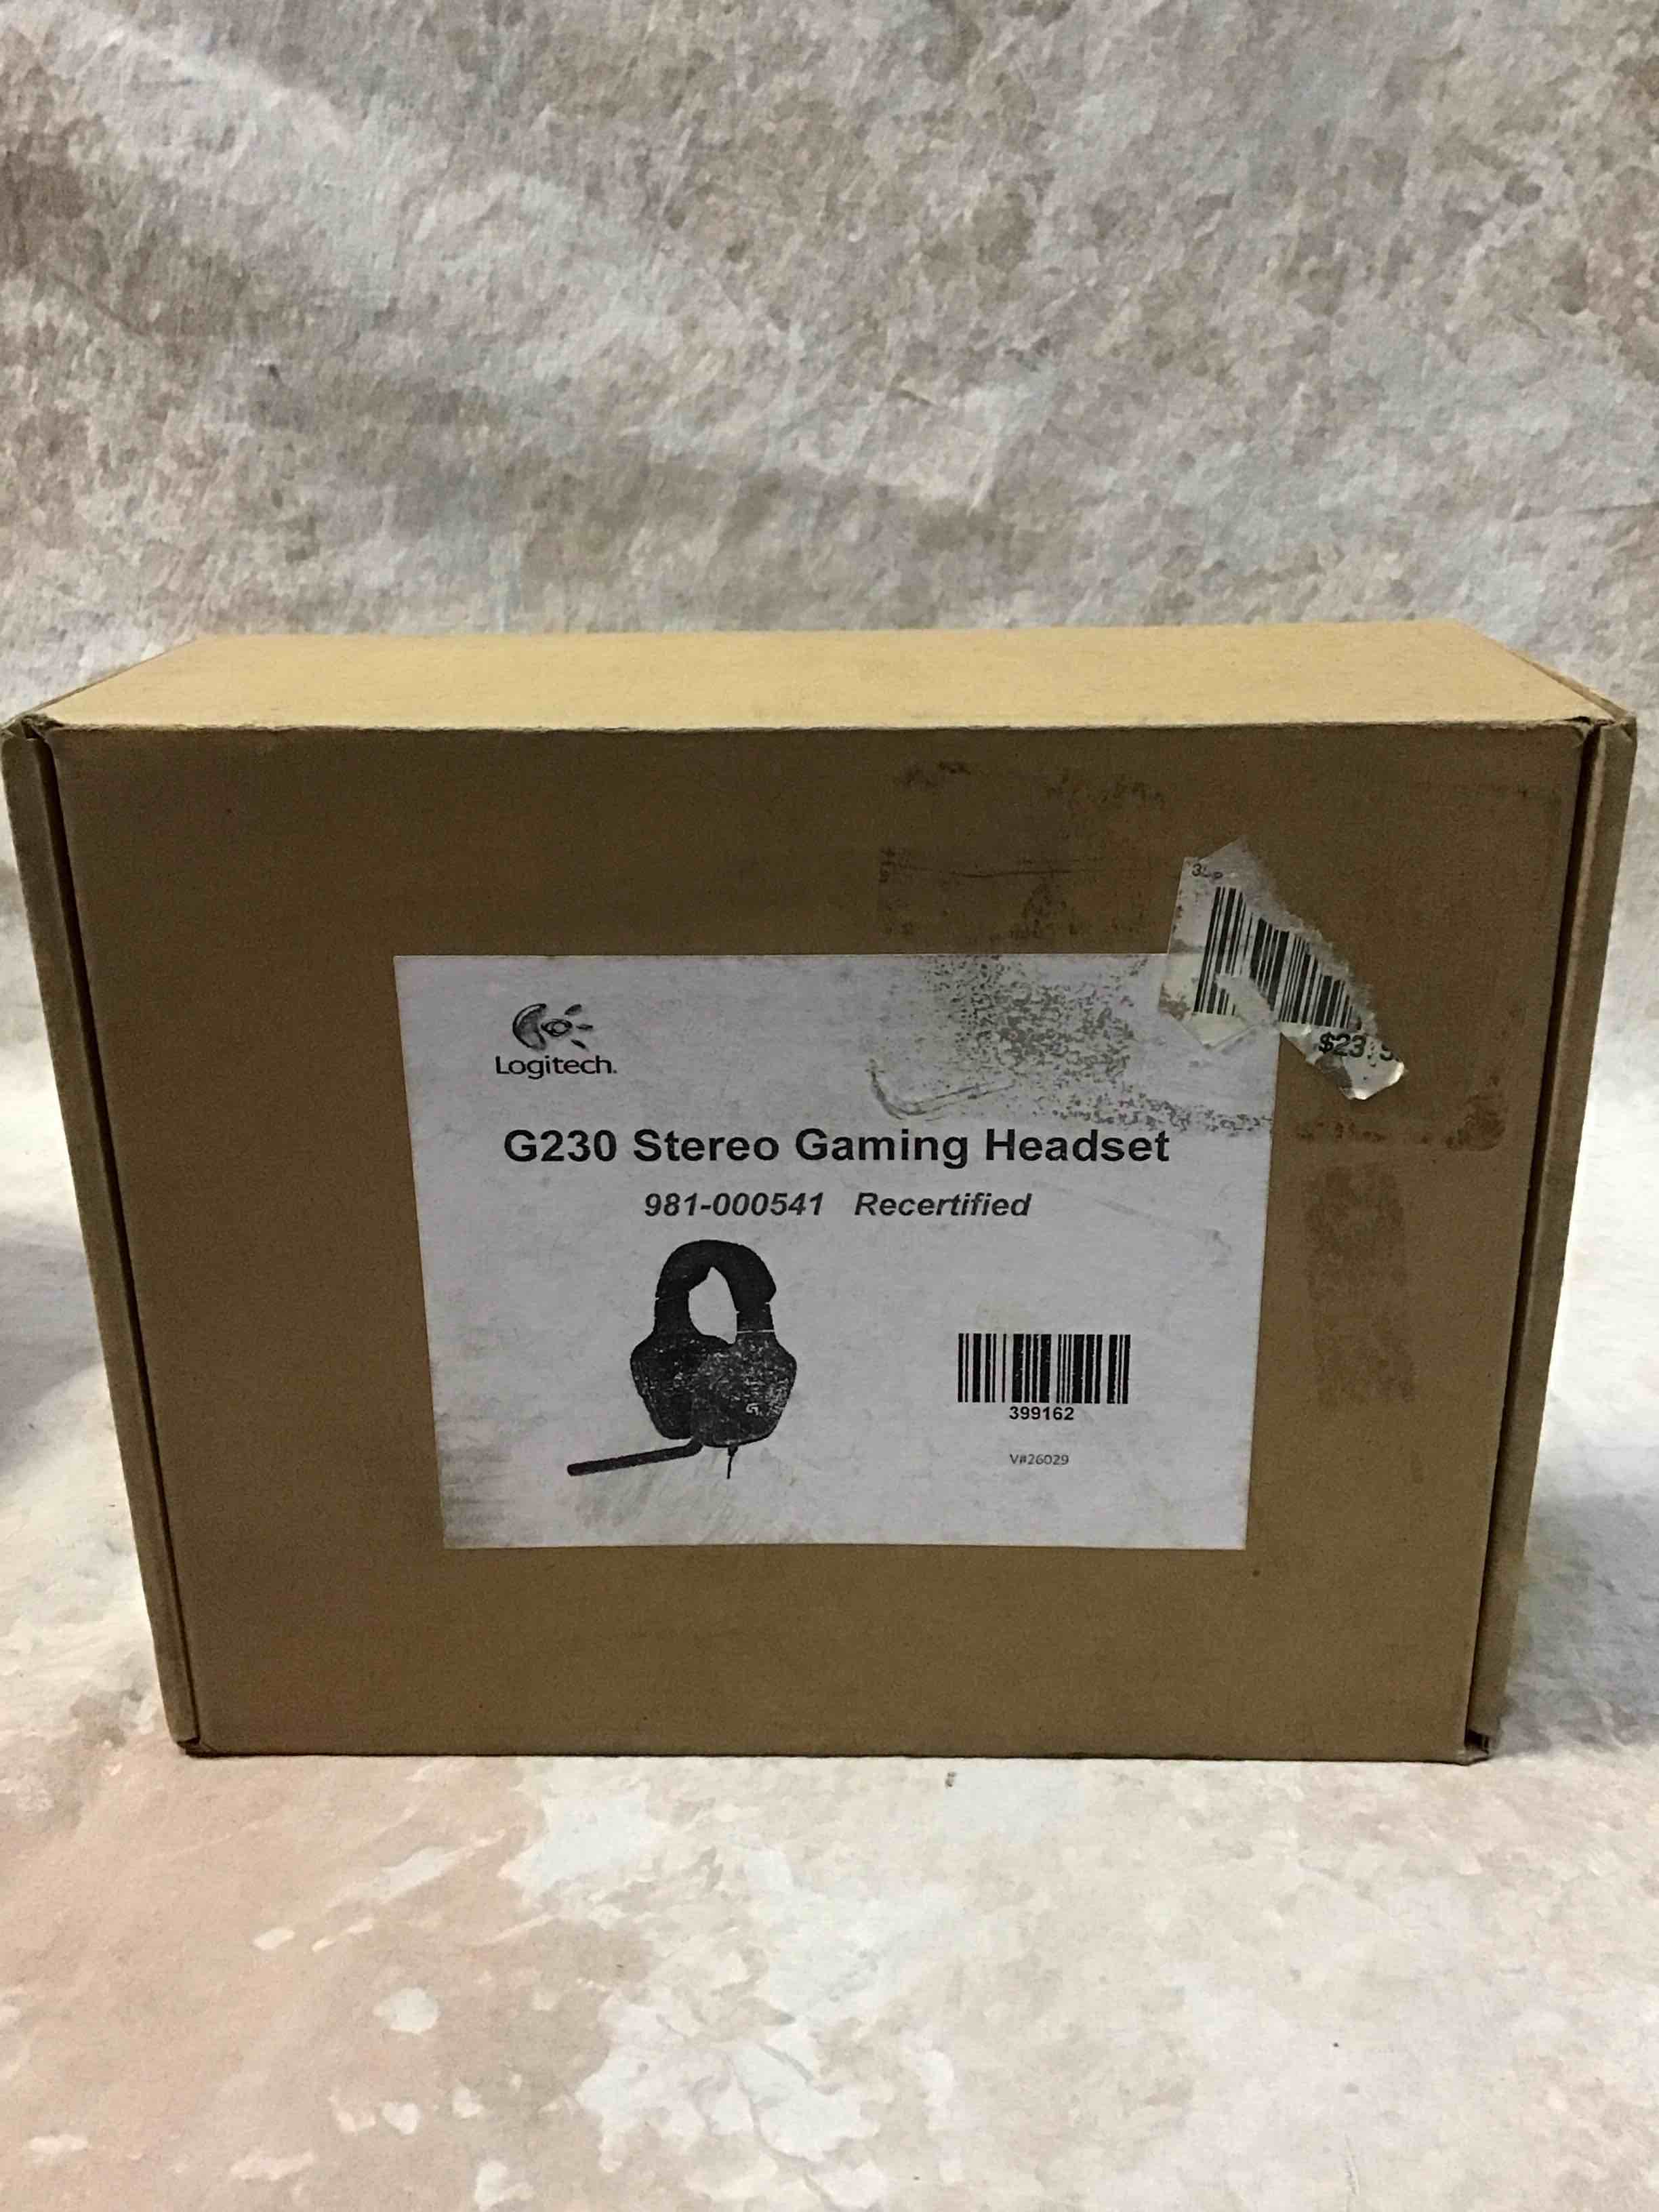 Logitech.
G230 Stereo Gaming Headset
981-000541 Recertified
399162
V#26029